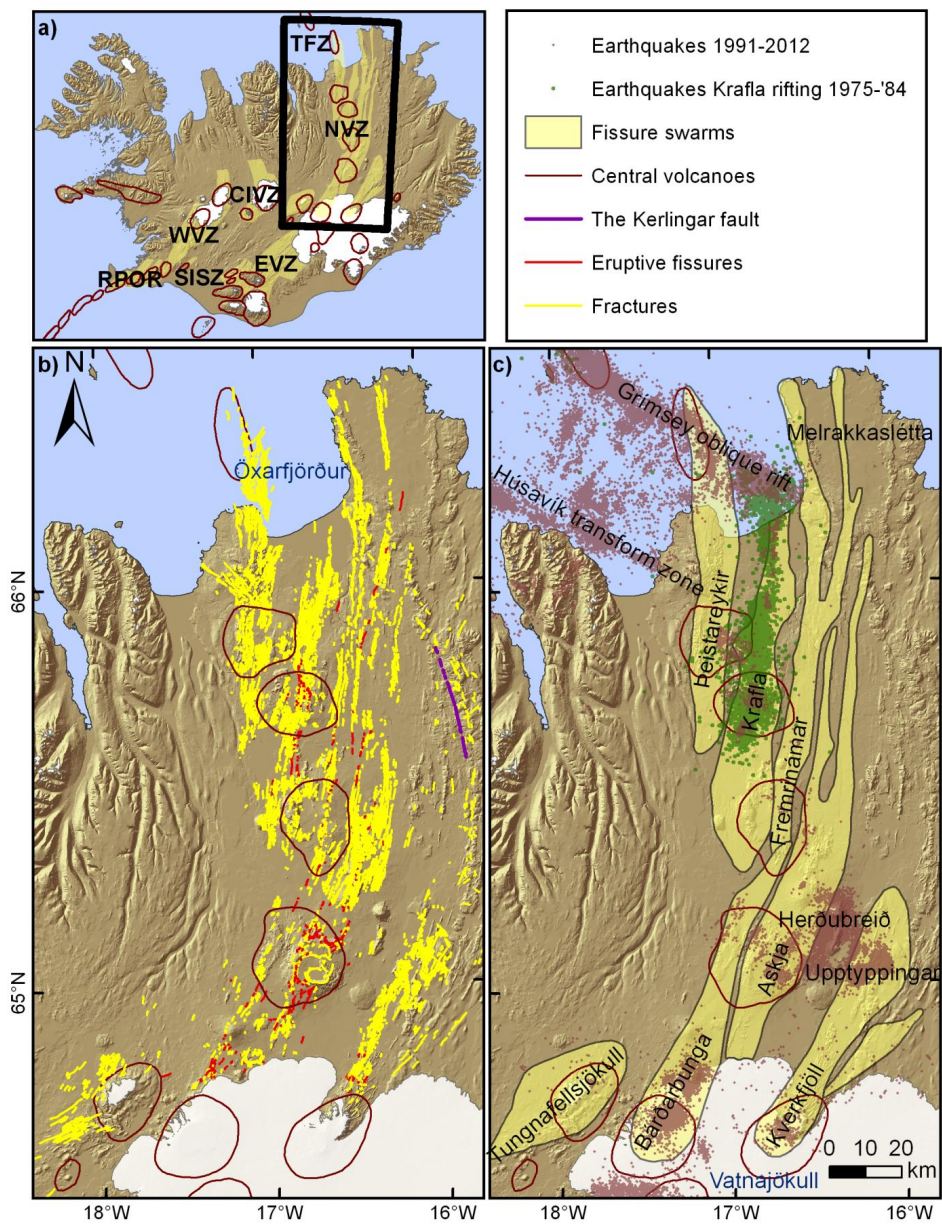 a)
TFZ
NVZ
CIVZ
WVZ
EVZ
RPOR
SISZ
Earthquakes 1991-2012
Earthquakes Krafla rifting 1975-'84
Fissure swarms
Central volcanoes
The Kerlingar fault
Eruptive fissures
Fractures
b)
N
Öxarfjörður
66°N
65°N
18°W
17°W
16°W
c)
Grímsey oblique rift
Melrakkaslétta
Húsavík transform zone
Þeistareykir
Krafla
Fremrinámar
Herðubreið
Askja
Upptyppingar
Bárðarbunga
Kverkfjöll
Tungnafellsjökull
Vatnajökull
0 10 20
km
18°W
17°W
16°W